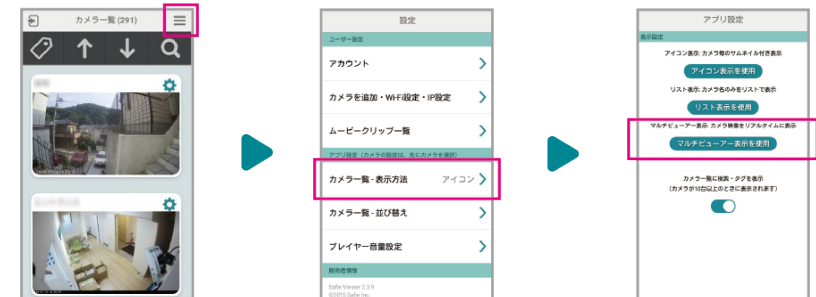 カメラ一覧 (291)
設定
ユーザー設定
アカウント
カメラを追加・Wi-Fi設定・IP設定
ムービークリップ一覧
アプリ設定（カメラの設定は、先にカメラを選択）
カメラ一覧 - 表示方法 アイコン
カメラ一覧 - 並び替え
プレイヤー音量設定
販売者情報
Safie Viewer 2.2.9
©2015 Safie Inc.
アプリ設定
表示設定
アイコン表示: カメラ毎のサムネイル付き表示
アイコン表示を使用
リスト表示: カメラ名のみをリストで表示
リスト表示を使用
マルチビューアー表示: カメラ映像をリアルタイムに表示
マルチビューアー表示を使用
カメラ一覧に検索・タグを表示
(カメラが10台以上のときに表示されます)